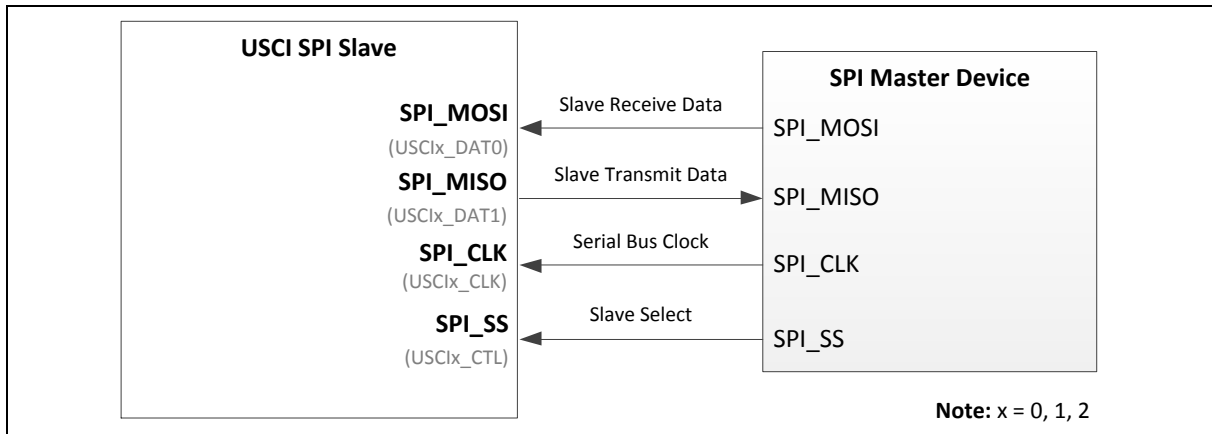 USCI SPI Slave
SPI_MOSI
(USCIx_DAT0)
SPI_MISO
(USCIx_DAT1)
SPI_CLK
(USCIx_CLK)
SPI_SS
(USCIx_CTL)
Slave Receive Data
Slave Transmit Data
Serial Bus Clock
Slave Select
SPI Master Device
SPI_MOSI
SPI_MISO
SPI_CLK
SPI_SS
Note: x = 0, 1, 2